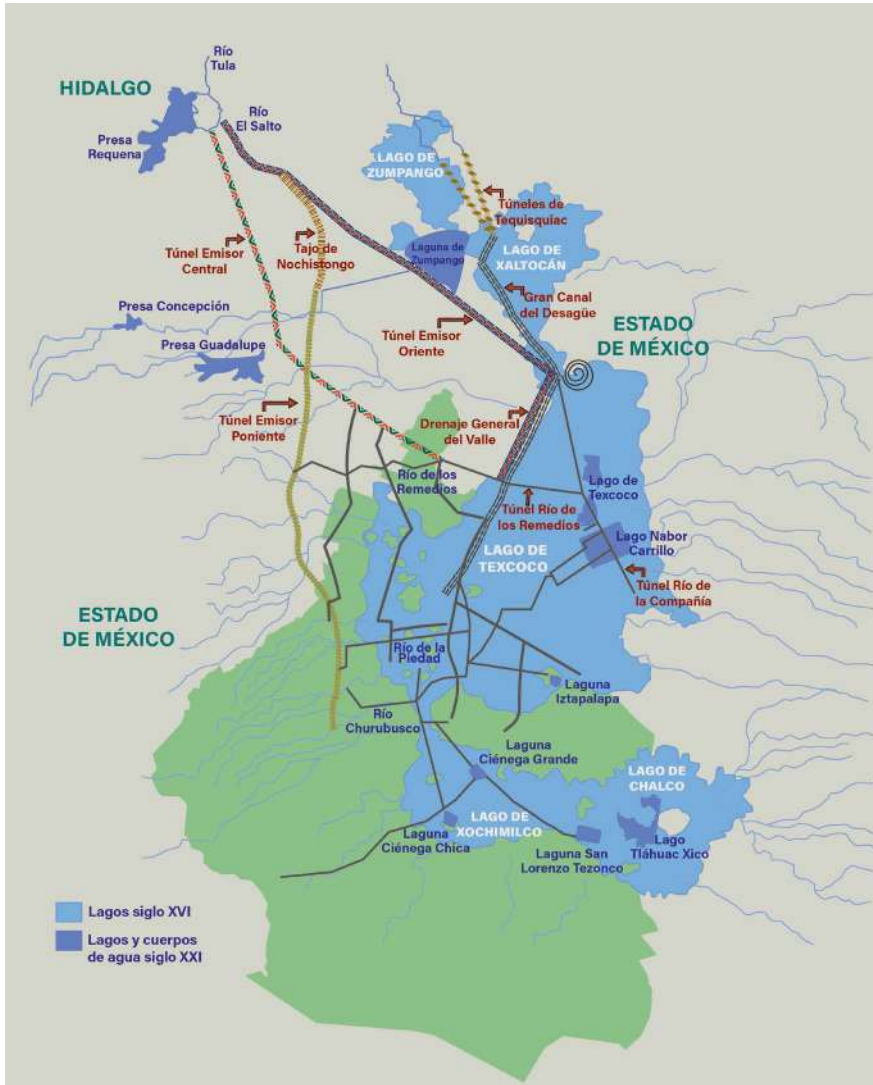 Río
Tula
HIDALGO
Río
El Salto
Presa
Requena
LAGO DE
ZUMPANGO
Túneles de
Tequisquiac
Túnel Emisor
Central
Tajo de
Nochistongo
Laguna de
Zumpango
LAGO DE
XALTOCÁN
Gran Canal
del Desagüe
Presa Concepción
Presa Guadalupe
Túnel Emisor
Oriente
ESTADO
DE MÉXICO
Túnel Emisor
Poniente
Drenaje General
del Valle
Río de los
Remedios
Lago de
Texcoco
Túnel Río de
los Remedios
LAGO DE
TEXCOCO
Lago Nabor
Carrillo
Túnel Río de
la Compañía
ESTADO
DE MÉXICO
Río de la
Piedad
Laguna
Iztapalapa
Río
Churubusco
Laguna
Ciénega Grande
LAGO DE
CHALCO
LAGO DE
XOCHIMILCO
Laguna
Ciénega Chica
Laguna San
Lorenzo Tezonco
Lago
Tláhuac Xico
Lagos siglo XVI
Lagos y cuerpos
de agua siglo XXI